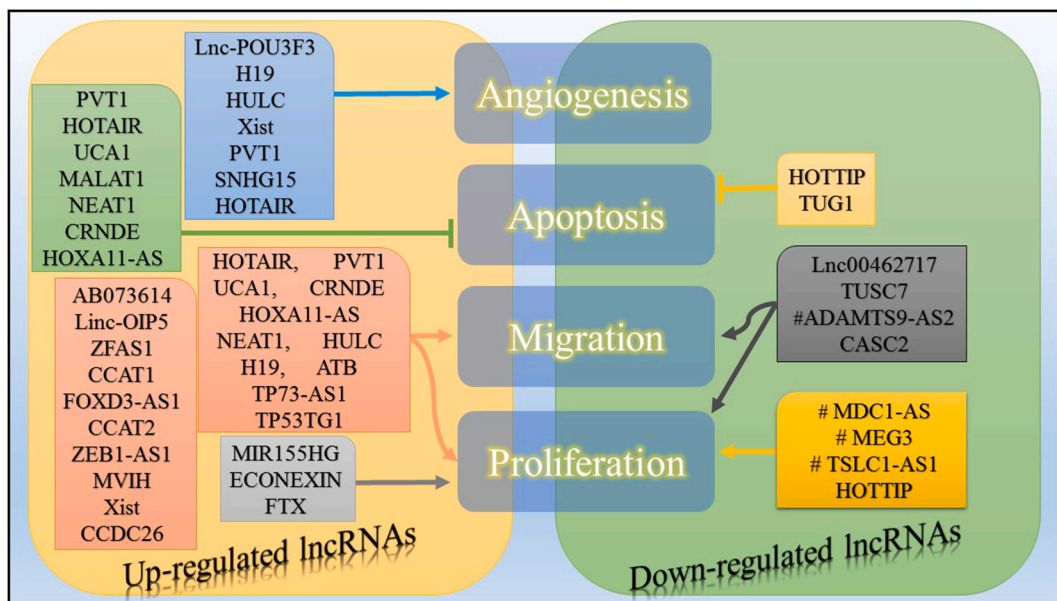 Lnc-POU3F3
H19
HULC
Xist
PVT1
SNHG15
HOTAIR
PVT1
HOTAIR
UCA1
MALAT1
NEAT1
CRNDE
HOXA11-AS
AB073614
Linc-OIP5
ZFAS1
CCAT1
FOXD3-AS1
CCAT2
ZEB1-AS1
MVIH
Xist
CCDC26
HOTAIR, PVT1
UCA1, CRNDE
HOXA11-AS
NEAT1, HULC
H19, ATB
TP73-AS1
TP53TG1
MIR155HG
ECONEXIN
FTX
Up-regulated lncRNAs
Angiogenesis
Apoptosis
Migration
Proliferation
HOTTIP
TUG1
Lnc00462717
TUSC7
#ADAMTS9-AS2
CASC2
# MDC1-AS
# MEG3
# TSLC1-AS1
HOTTIP
Down-regulated lncRNAs